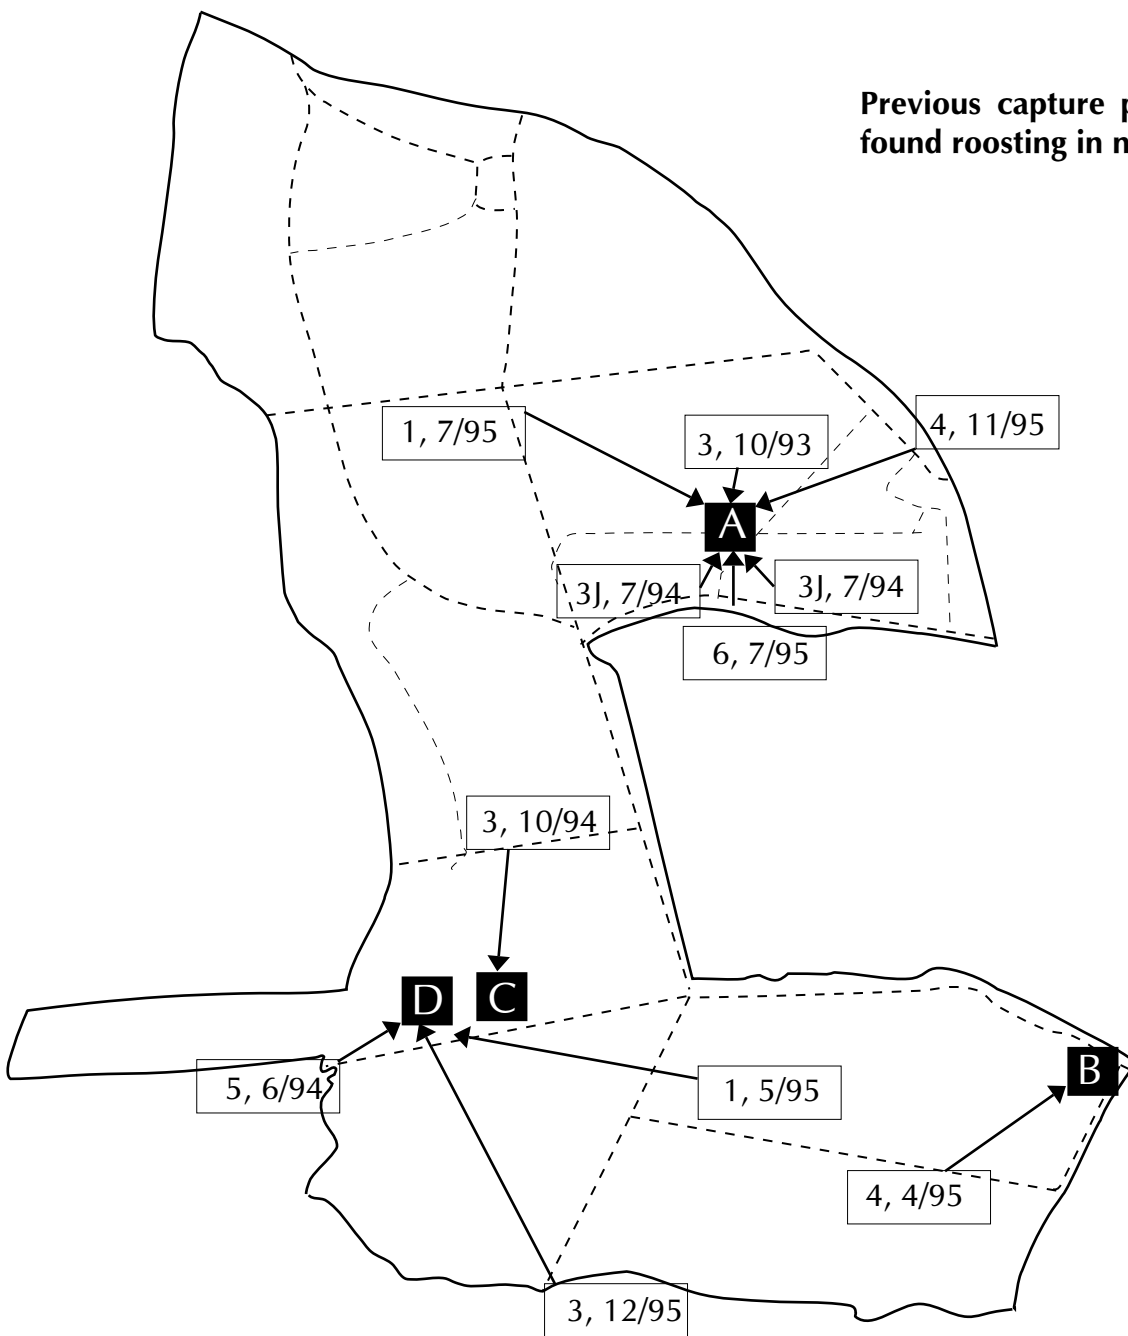 Previous capture
found roosting in
1, 7/95
3, 10/93
4, 11/95
A
3J, 7/94
3J, 7/94
6, 7/95
3, 10/94
D
C
B
5, 6/94
1, 5/95
4, 4/95
3, 12/95